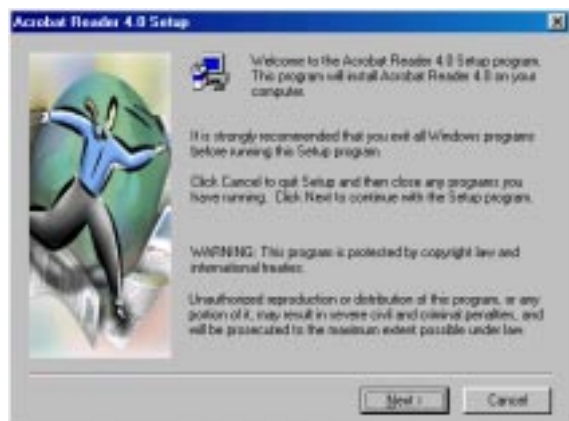 Acrobat Reader 4.0 Setup
Welcome to the Acrobat Reader 4.0 Setup program.
This program will install Acrobat Reader 4.0 on your
computer.
It is strongly recommended that you exit all Windows programs
before running this Setup program.
Click Cancel to quit Setup and then close any programs you
have running. Click Next to continue with the Setup program.
WARNING: This program is protected by copyright law and
international treaties.
Unauthorized reproduction or distribution of this program, or any
portion of it, may result in severe civil and criminal penalties, and
will be prosecuted to the maximum extent possible under law.
Next >
Cancel